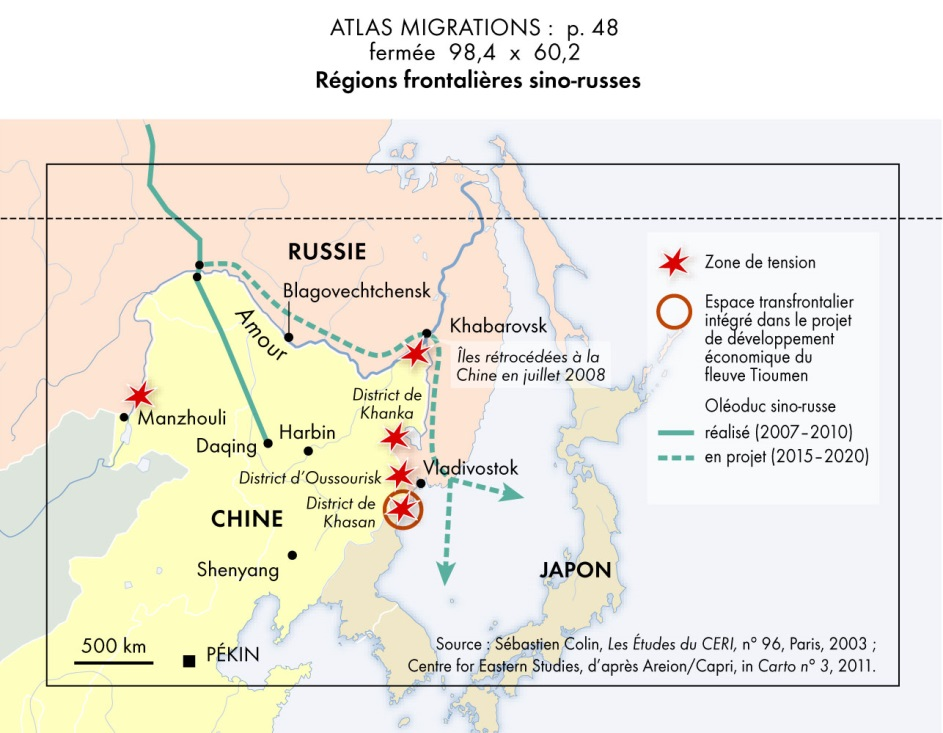 ATLAS MIGRATIONS : p. 48
fermée 98,4 x 60,2
Régions frontalières sino-russes
RUSSIE
Blagovechtchensk
Amour
Khabarovsk
Îles rétrocédées à la
Chine en juillet 2008
District de
Khanka
Manzhouli
Daqing
Harbin
Vladivostok
District d'Oussourisk
District de
Khasan
CHINE
Shenyang
JAPON
500 km
PÉKIN
Zone de tension
Espace transfrontalier
intégré dans le projet
de développement
économique du
fleuve Tioumen
Oléoduc sino-russe
réalisé (2007-2010)
en projet (2015-2020)
Source : Sébastien Colin, Les Études du CERI, n° 96, Paris, 2003 ;
Centre for Eastern Studies, d'après Areion/Capri, in Carto n° 3, 2011.